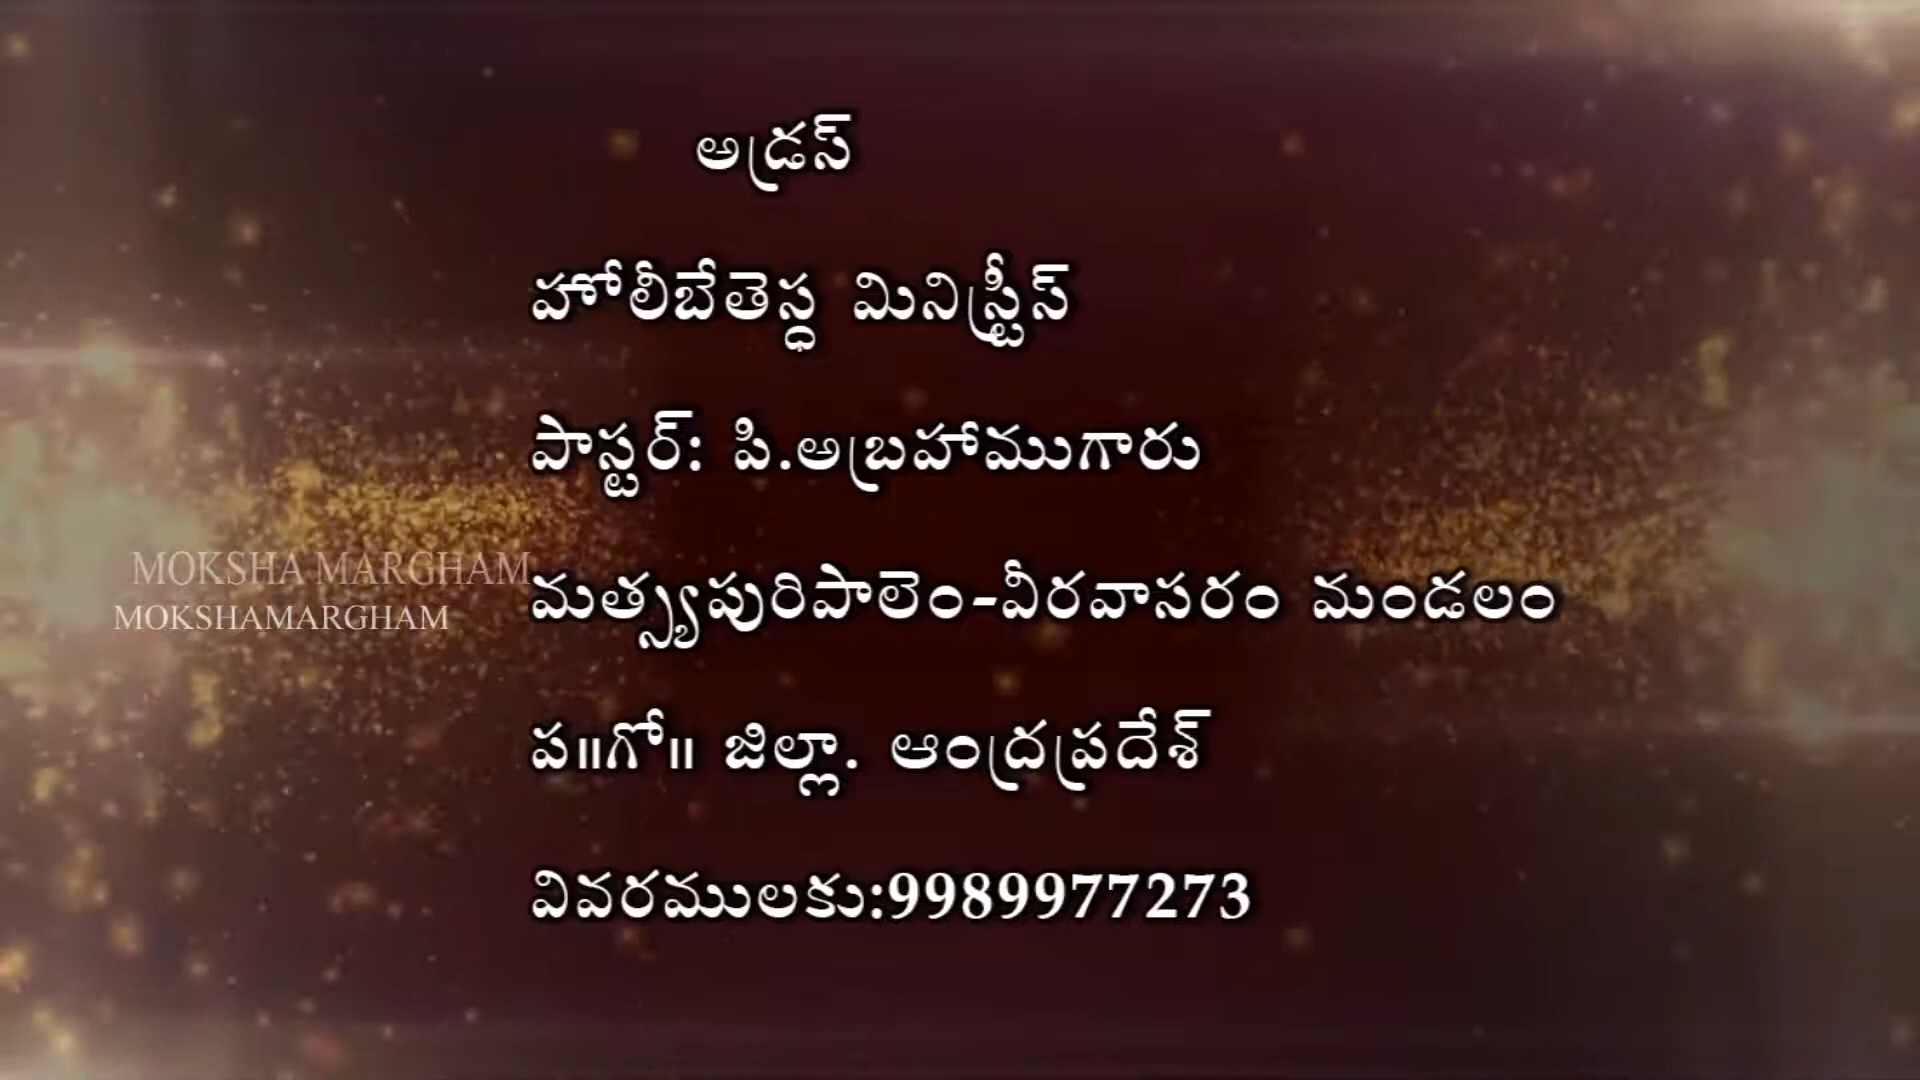 అడ్రస్
హోలీబేతెస్ధ మినిస్ట్రీస్
పాస్టర్: పి.అబ్రహాముగారు
మత్స్యపురిపాలెం-వీరవాసరం మండలం
ప॥గో॥ జిల్లా. ఆంద్రప్రదేశ్
వివరములకు:9989977273
MOKSHA MARGHAM
MOKSHAMARGHAM